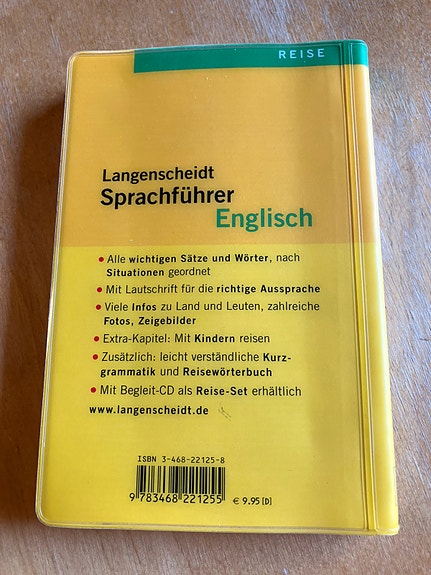 REISE
Langenscheidt
Sprachführer
Englisch
• Alle wichtigen Sätze und Wörter, nach
Situationen geordnet
• Mit Lautschrift für die richtige Aussprache
• Viele Infos zu Land und Leuten, zahlreiche
Fotos, Zeigebilder
• Extra-Kapitel: Mit Kindern reisen
• Zusätzlich: leicht verständliche Kurz-
grammatik und Reisewörterbuch
• Mit Begleit-CD als Reise-Set erhältlich
www.langenscheidt.de
ISBN 3-468-22125-8
9 783468 221255
€ 9.95 [D]